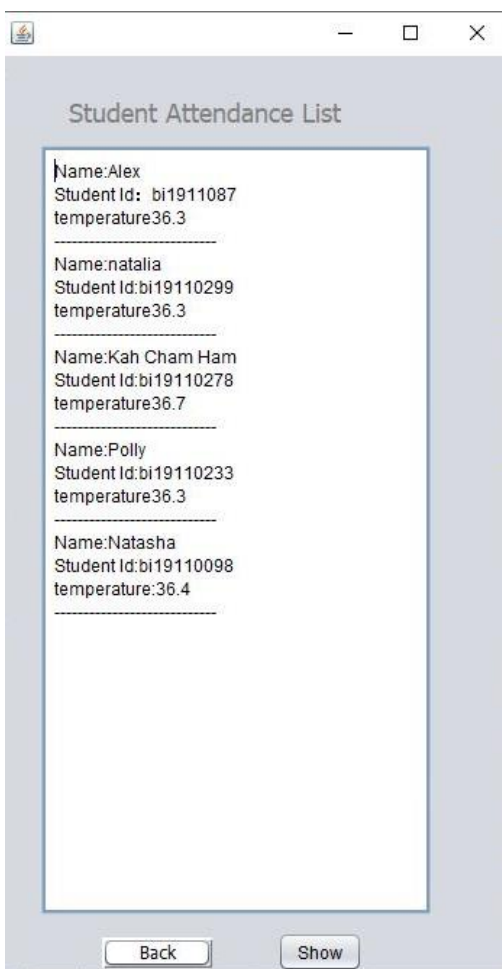 Student Attendance List
Name:Alex
Student Id：bi1911087
temperature36.3
---------------------------
Name:natalia
Student Id:bi19110299
temperature36.3
---------------------------
Name:Kah Cham Ham
Student Id:bi19110278
temperature36.7
---------------------------
Name:Polly
Student Id:bi19110233
temperature36.3
---------------------------
Name:Natasha
Student Id:bi19110098
temperature:36.4
---------------------------
Back
Show